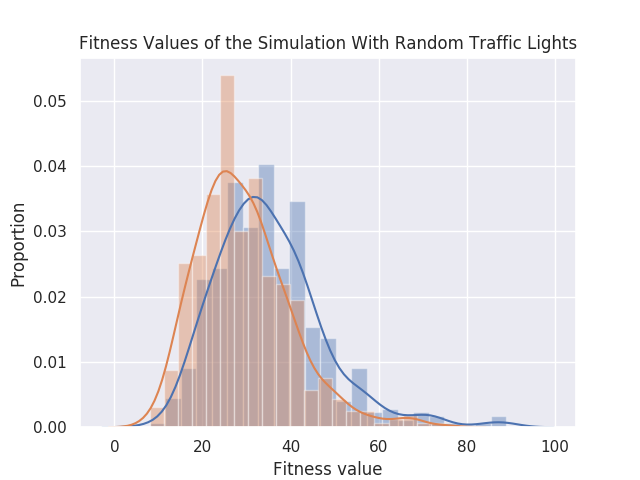 Fitness Values of the Simulation With Random Traffic Lights
0.05
0.04
0.03
0.02
0.01
0.00
Proportion
0 20 40 60 80 100
Fitness value